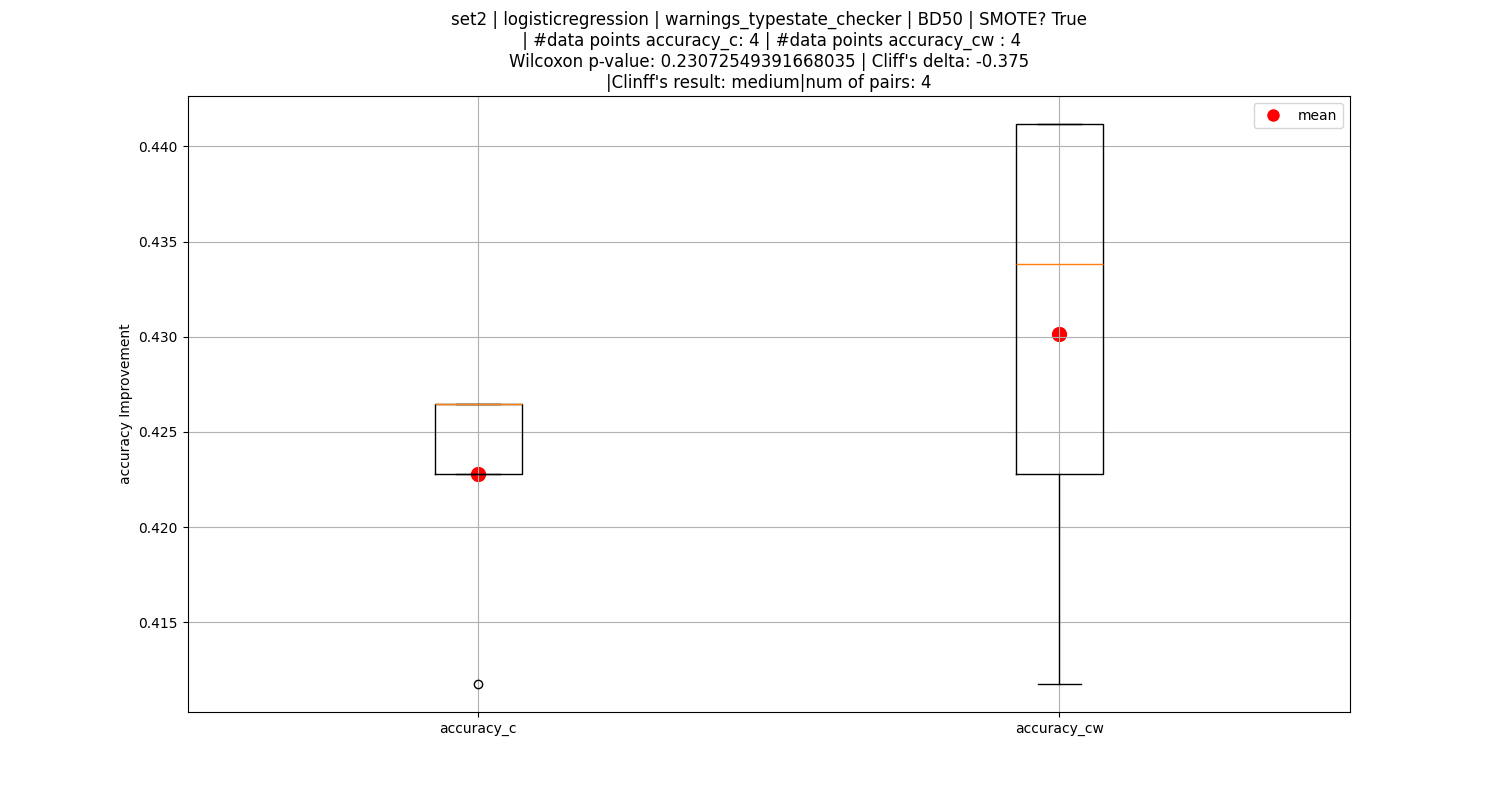 set2 | logisticregression | warnings_typestate_checker | BD50 | SMOTE? True
| #data points accuracy_c: 4 | #data points accuracy_cw : 4
Wilcoxon p-value: 0.23072549391668035 | Cliff's delta: -0.375
|Clinff's result: medium|num of pairs: 4
mean
0.440
0.435
0.430
0.425
0.420
0.415
accuracy Improvement
accuracy_c
accuracy_cw